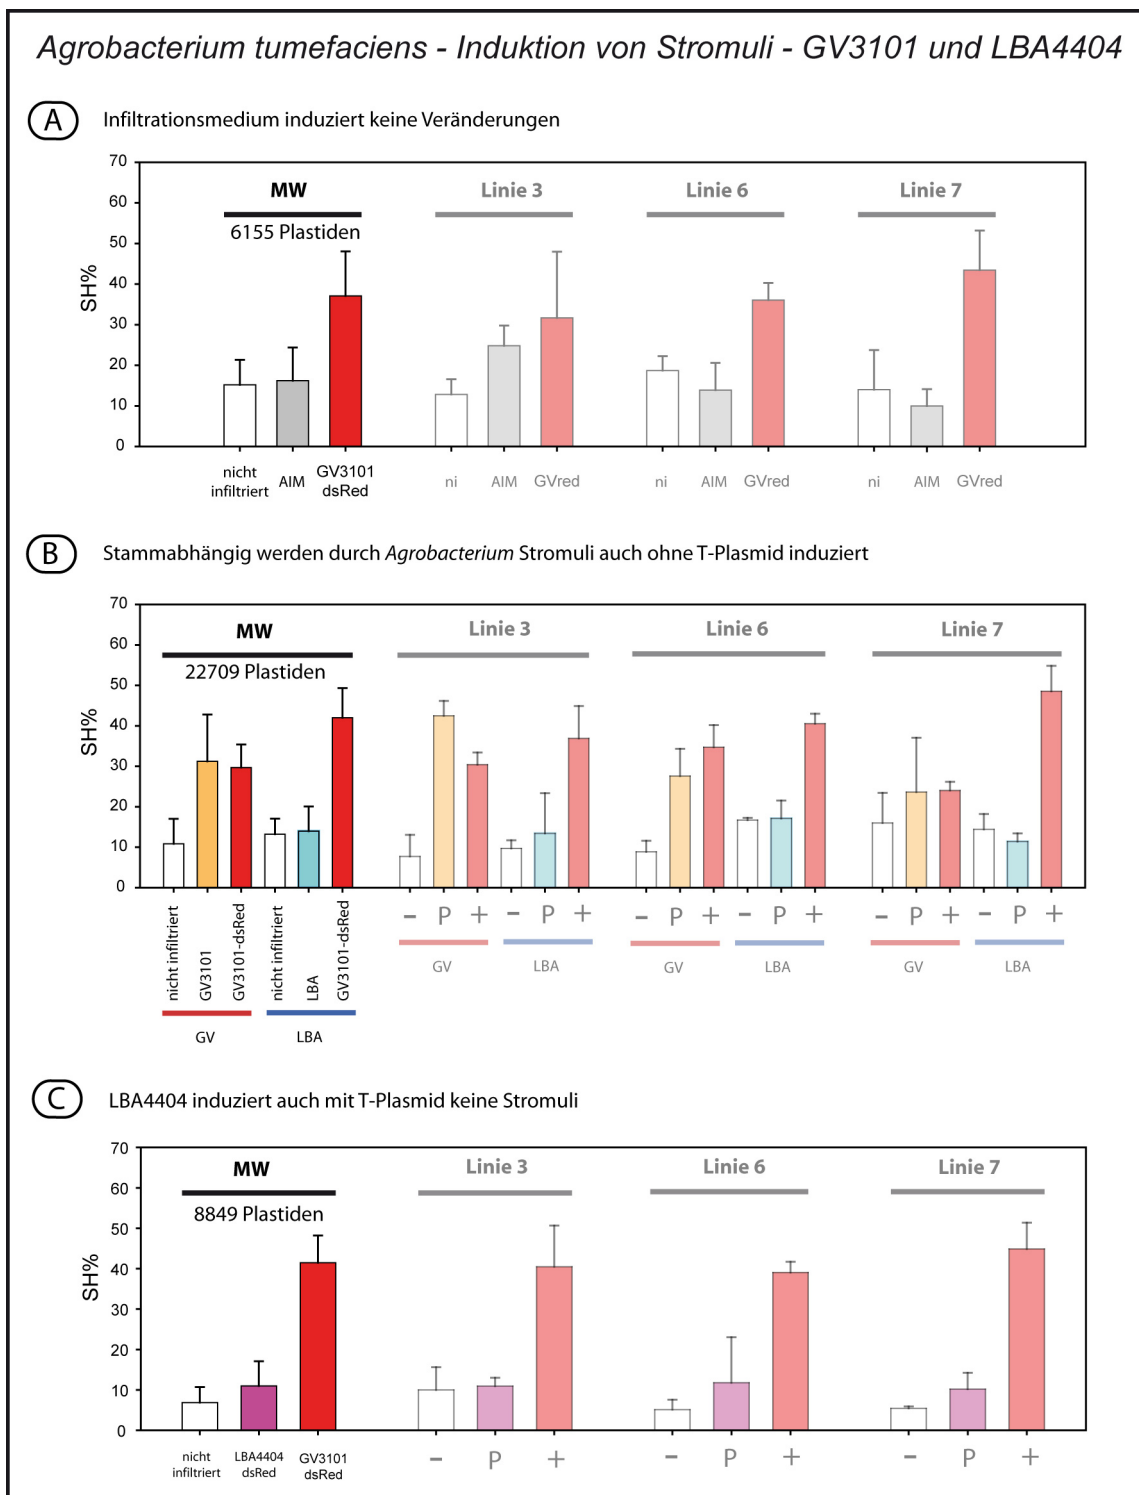 Agrobacterium tumefaciens - Induktion von Stromuli - GV3101 und LBA4404
A
Infiltrationsmedium induziert keine Veränderungen
70
60
50
40
30
20
10
0
SH%
MW
6155 Plastiden
Linie 3
Linie 6
Linie 7
nicht
infiltriert
AIM
GV3101
dsRed
ni
AIM
GVred
ni
AIM
GVred
ni
AIM
GVred
B
Stammabhängig werden durch Agrobacterium Stromuli auch ohne T-Plasmid induziert
70
60
50
40
30
20
10
0
SH%
MW
22709 Plastiden
Linie 3
Linie 6
Linie 7
nicht infiltriert
GV3101
GV3101-dsRed
nicht infiltriert
LBA
GV3101-dsRed
GV
LBA
– P + – P +
GV
LBA
– P + – P +
GV
LBA
– P + – P +
GV
LBA
C
LBA4404 induziert auch mit T-Plasmid keine Stromuli
70
60
50
40
30
20
10
0
SH%
MW
8849 Plastiden
Linie 3
Linie 6
Linie 7
nicht
infiltriert
LBA4404
dsRed
GV3101
dsRed
– P +
– P +
– P +